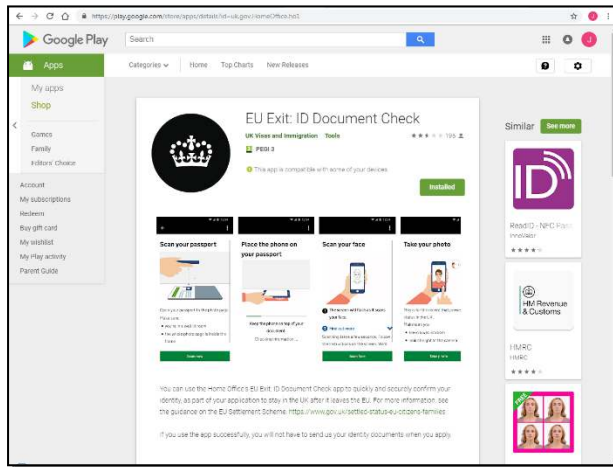 https://play.google.com/store/apps/details?id=uk.gov.HomeOffice.ho1
Google Play
Search
Apps
Categories
Home
Top Charts
New Releases
My apps
Shop
Games
Family
Editors' Choice
Account
My subscriptions
Redeem
Buy gift card
My wishlist
My Play activity
Parent Guide
EU Exit: ID Document Check
UK Visas and Immigration Tools
195
PEGI 3
This app is compatible with some of your devices.
Installed
Scan your passport
Place the phone on
your passport
Scan your face
Take your photo
You can use the Home Office's EU Exit: ID Document Check app to quickly and securely confirm your
identity, as part of your application to stay in the UK after it leaves the EU. For more information, see
the guidance on the EU Settlement Scheme: https://www.gov.uk/settled-status-eu-citizens-families
If you use the app successfully, you will not have to send us your identity documents when you apply
Similar
See more
ID
ReadID - NFC
InnoValor
HM Revenue
& Customs
HMRC
HMRC
FREE